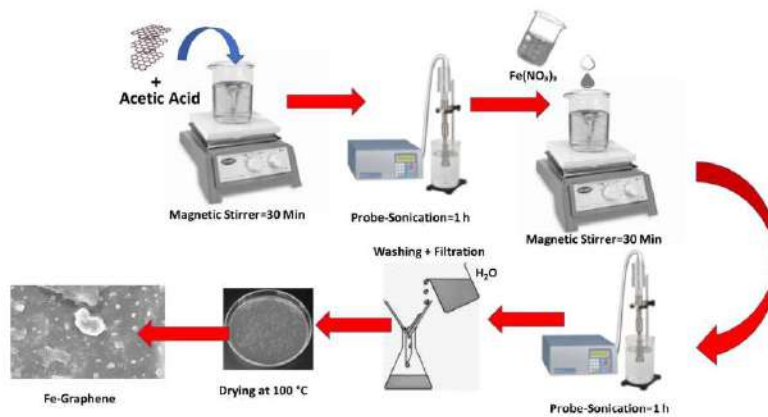 +
Acetic Acid
Magnetic Stirrer=30 Min
Probe-Sonication=1 h
Fe(NO₃)₃
Magnetic Stirrer=30 Min
Washing + Filtration
H₂O
Probe-Sonication=1 h
Drying at 100 °C
Fe-Graphene